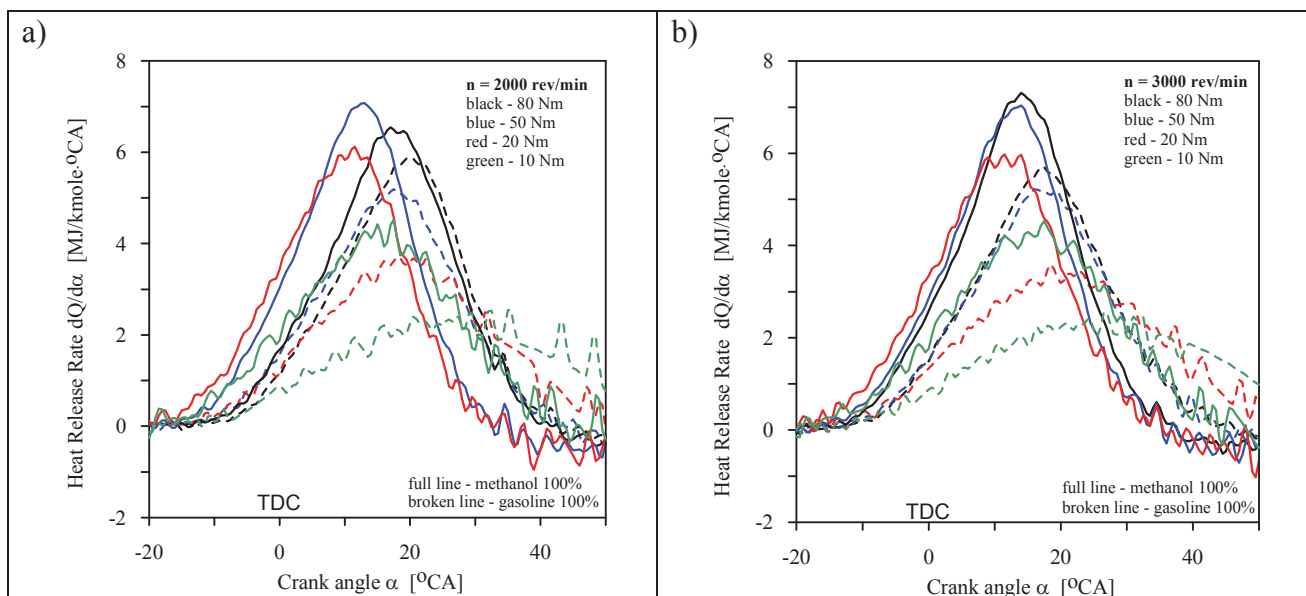 a)
Heat Release Rate dQ/dα [MJ/kmole·ᴼCA]
8
6
4
2
0
-2
n = 2000 rev/min
black - 80 Nm
blue - 50 Nm
red - 20 Nm
green - 10 Nm
full line - methanol 100%
broken line - gasoline 100%
TDC
-20 0 20 40
Crank angle α [ᴼCA]
b)
Heat Release Rate dQ/dα [MJ/kmole·ᴼCA]
8
6
4
2
0
-2
n = 3000 rev/min
black - 80 Nm
blue - 50 Nm
red - 20 Nm
green - 10 Nm
full line - methanol 100%
broken line - gasoline 100%
TDC
-20 0 20 40
Crank angle α [ᴼCA]